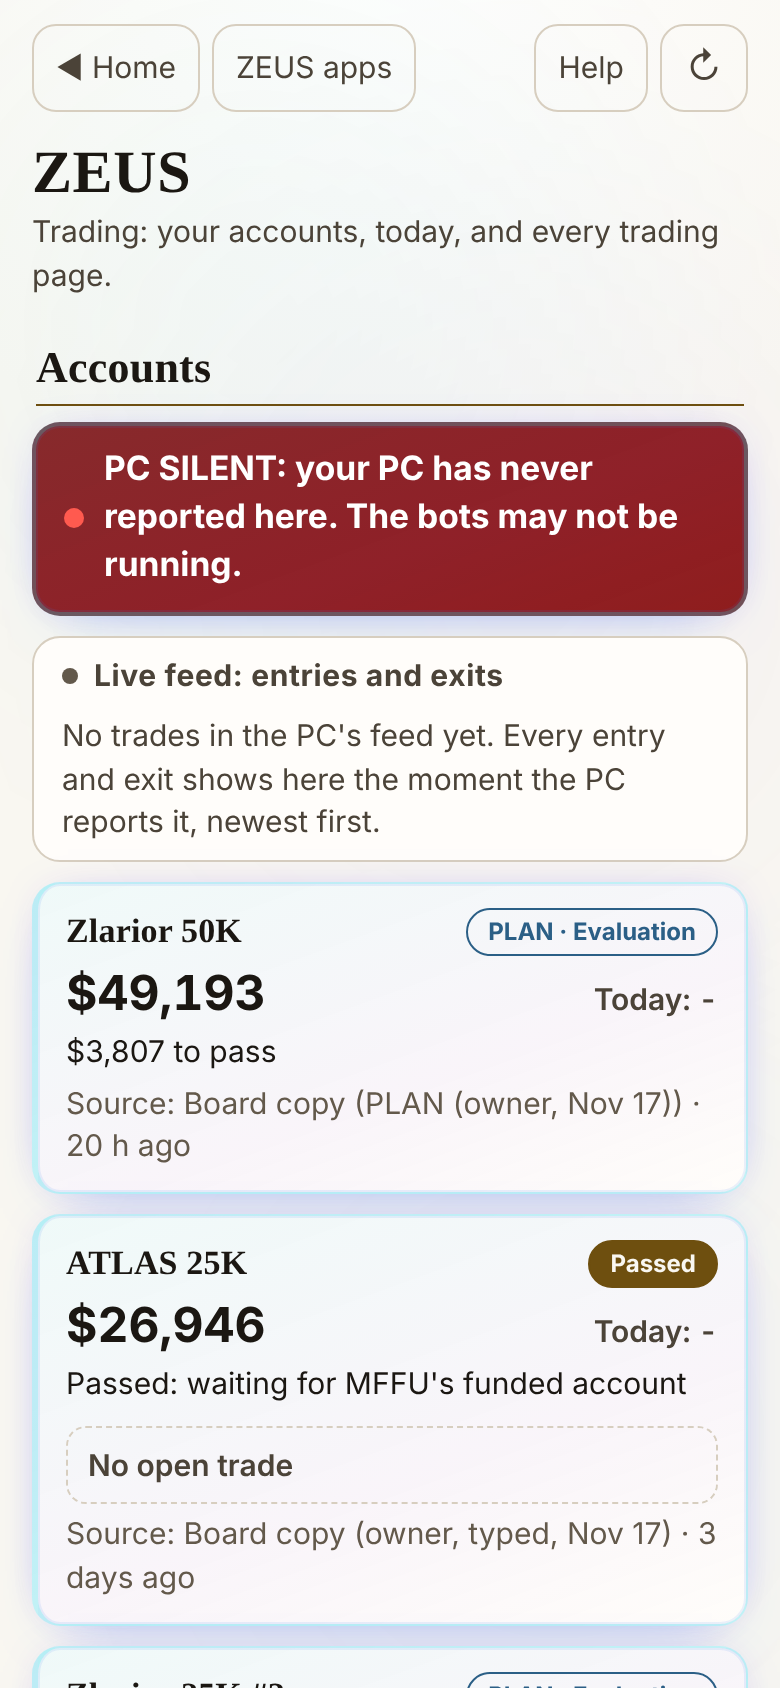 ◀ Home
ZEUS apps
Help
↻
ZEUS
Trading: your accounts, today, and every trading
page.
Accounts
PC SILENT: your PC has never
reported here. The bots may not be
running.
Live feed: entries and exits
No trades in the PC's feed yet. Every entry
and exit shows here the moment the PC
reports it, newest first.
Zlarior 50K
PLAN · Evaluation
$49,193
Today: -
$3,807 to pass
Source: Board copy (PLAN (owner, Nov 17)) ·
20 h ago
ATLAS 25K
Passed
$26,946
Today: -
Passed: waiting for MFFU's funded account
No open trade
Source: Board copy (owner, typed, Nov 17) · 3
days ago